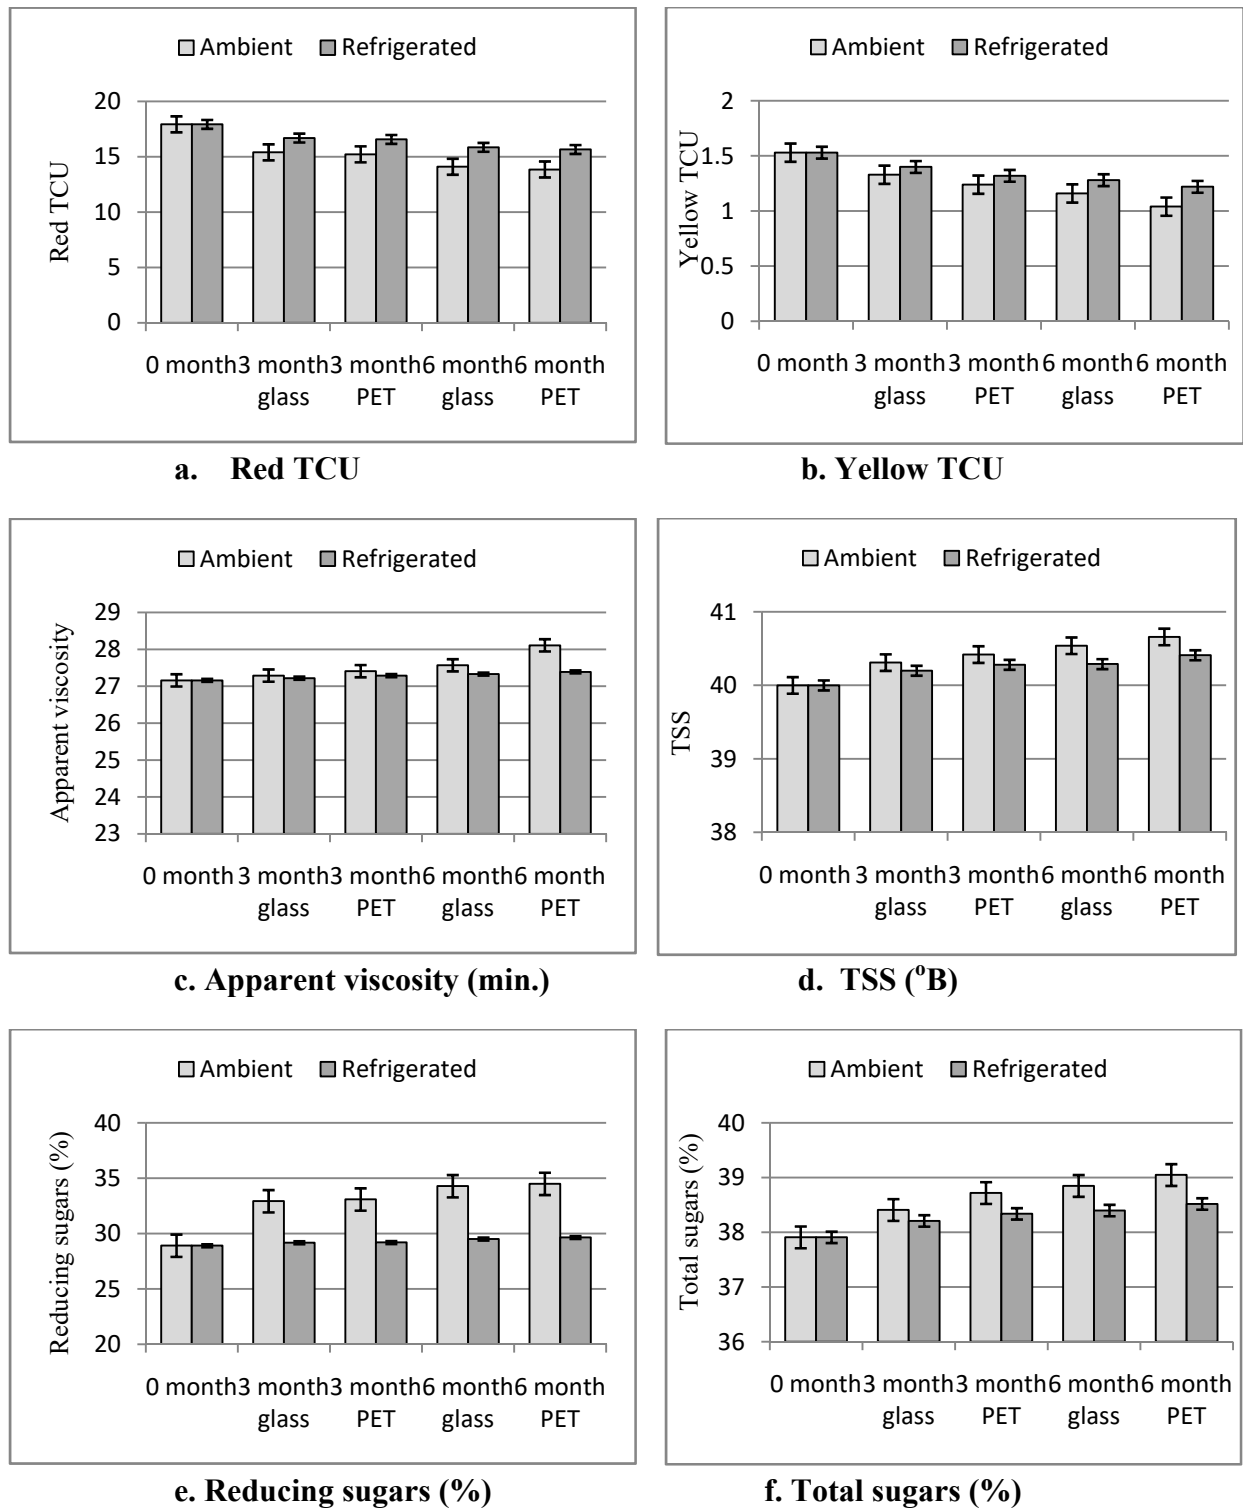 Ambient Refrigerated
Red TCU
20
15
10
5
0
0 month 3 month 3 month 6 month 6 month
glass PET glass PET
a. Red TCU
Ambient Refrigerated
Yellow TCU
2
1.5
1
0.5
0
0 month 3 month 3 month 6 month 6 month
glass PET glass PET
b. Yellow TCU
Ambient Refrigerated
Apparent viscosity
29
28
27
26
25
24
23
0 month 3 month 3 month 6 month 6 month
glass PET glass PET
c. Apparent viscosity (min.)
Ambient Refrigerated
TSS
41
40
39
38
0 month 3 month 3 month 6 month 6 month
glass PET glass PET
d. TSS (ºB)
Ambient Refrigerated
Reducing sugars (%)
40
35
30
25
20
0 month 3 month 3 month 6 month 6 month
glass PET glass PET
e. Reducing sugars (%)
Ambient Refrigerated
Total sugars (%)
40
39
38
37
36
0 month 3 month 3 month 6 month 6 month
glass PET glass PET
f. Total sugars (%)